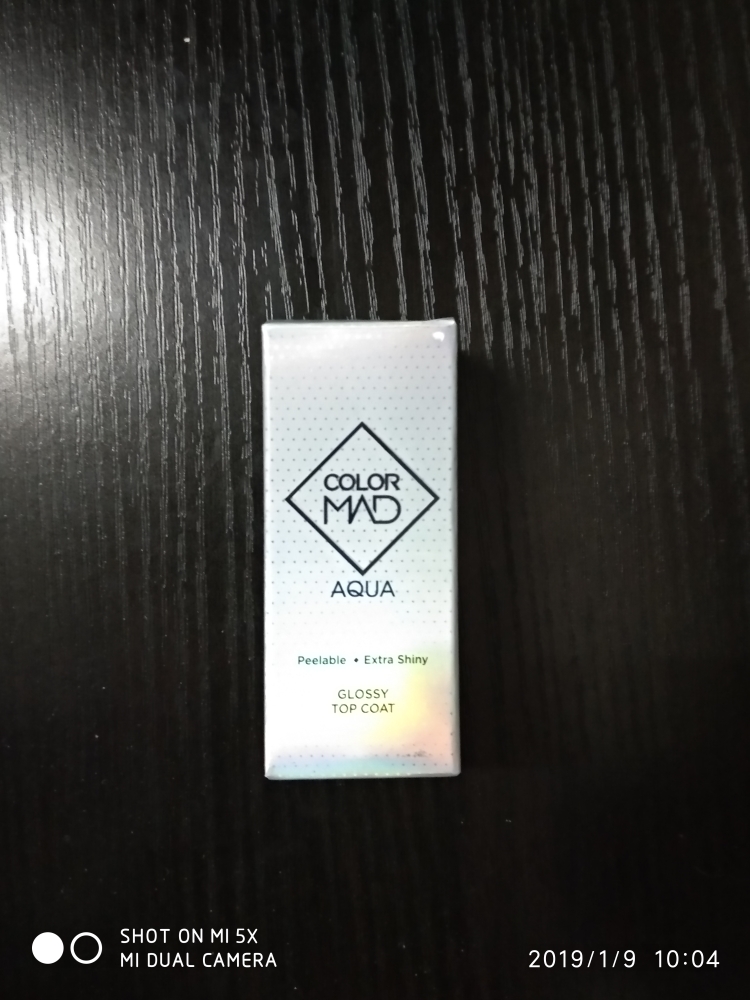 COLOR
MAD
AQUA
Peelable • Extra Shiny
GLOSSY
TOP COAT
SHOT ON MI 5X
MI DUAL CAMERA
2019/1/9 10:04